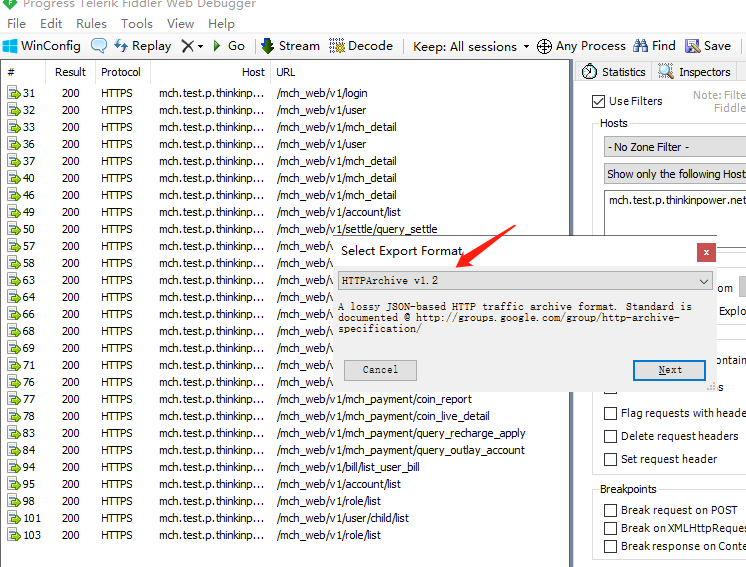 Progress Telerik Fiddler Web Debugger
File Edit Rules Tools View Help
WinConfig Replay Go Stream Decode Keep: All sessions Any Process Find Save
# Result Protocol Host URL
31 200 HTTPS mch.test.p.thinkinp... /mch_web/v1/login
32 200 HTTPS mch.test.p.thinkinp... /mch_web/v1/user
33 200 HTTPS mch.test.p.thinkinp... /mch_web/v1/mch_detail
36 200 HTTPS mch.test.p.thinkinp... /mch_web/v1/user
37 200 HTTPS mch.test.p.thinkinp... /mch_web/v1/mch_detail
40 200 HTTPS mch.test.p.thinkinp... /mch_web/v1/mch_detail
46 200 HTTPS mch.test.p.thinkinp... /mch_web/v1/mch_detail
49 200 HTTPS mch.test.p.thinkinp... /mch_web/v1/account/list
50 200 HTTPS mch.test.p.thinkinp... /mch_web/v1/settle/query_settle
57 200 HTTPS mch.test.p.thinkinp... /mch_web/v
58 200 HTTPS mch.test.p.thinkinp... /mch_web/v
63 200 HTTPS mch.test.p.thinkinp... /mch_web/v
64 200 HTTPS mch.test.p.thinkinp... /mch_web/v
66 200 HTTPS mch.test.p.thinkinp... /mch_web/v
68 200 HTTPS mch.test.p.thinkinp... /mch_web/v
69 200 HTTPS mch.test.p.thinkinp... /mch_web/v
71 200 HTTPS mch.test.p.thinkinp... /mch_web/v
76 200 HTTPS mch.test.p.thinkinp... /mch_web/v
77 200 HTTPS mch.test.p.thinkinp... /mch_web/v1/mch_payment/coin_report
78 200 HTTPS mch.test.p.thinkinp... /mch_web/v1/mch_payment/coin_live_detail
83 200 HTTPS mch.test.p.thinkinp... /mch_web/v1/mch_payment/query_recharge_apply
84 200 HTTPS mch.test.p.thinkinp... /mch_web/v1/mch_payment/query_outlay_account
94 200 HTTPS mch.test.p.thinkinp... /mch_web/v1/bill/list_user_bill
95 200 HTTPS mch.test.p.thinkinp... /mch_web/v1/account/list
98 200 HTTPS mch.test.p.thinkinp... /mch_web/v1/role/list
101 200 HTTPS mch.test.p.thinkinp... /mch_web/v1/user/child/list
103 200 HTTPS mch.test.p.thinkinp... /mch_web/v1/role/list
Select Export Format
HTTPArchive v1.2
A lossy JSON-based HTTP traffic archive format. Standard is
documented @ http://groups.google.com/group/http-archive-
specification/
Cancel Next
Statistics Inspectors
Use Filters Note: Filte
Fiddler
Hosts
- No Zone Filter -
Show only the following Host
mch.test.p.thinkinpower.net
om
Explo
ontain
s
Flag requests with heade
Delete request headers
Set request header
Breakpoints
Break request on POST
Break on XMLHttpReques
Break response on Conte